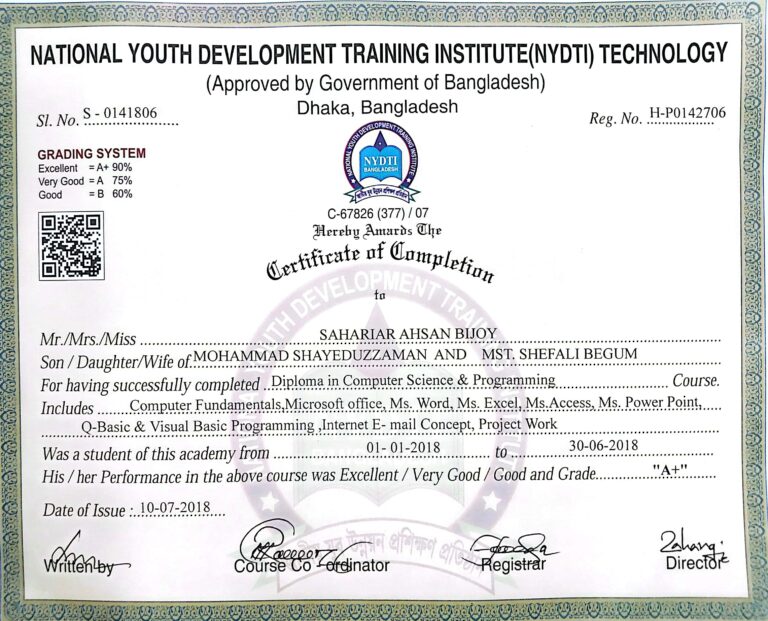 NATIONAL YOUTH DEVELOPMENT TRAINING INSTITUTE(NYDTI) TECHNOLOGY
(Approved by Government of Bangladesh)
Dhaka, Bangladesh
Sl. No. S - 0141806
Reg. No. H-P0142706
GRADING SYSTEM
Excellent = A+ 90%
Very Good = A 75%
Good = B 60%
NATIONAL YOUTH DEVELOPMENT TRAINING INSTITUTE
NYDTI
BANGLADESH
জাতীয় যুব উন্নয়ন প্রশিক্ষণ প্রতিষ্ঠান
C-67826 (377) / 07
Hereby Awards The
Certificate of Completion
to
Mr./Mrs./Miss SAHARIAR AHSAN BIJOY
Son / Daughter/Wife of MOHAMMAD SHAYEDUZZAMAN AND MST. SHEFALI BEGUM
For having successfully completed Diploma in Computer Science & Programming Course.
Includes Computer Fundamentals,Microsoft office, Ms. Word, Ms. Excel, Ms.Access, Ms. Power Point,
Q-Basic & Visual Basic Programming ,Internet E- mail Concept, Project Work
Was a student of this academy from 01- 01-2018 to 30-06-2018
His / her Performance in the above course was Excellent / Very Good / Good and Grade "A+"
Date of Issue : 10-07-2018
Written by
Course Co - ordinator
Registrar
Director